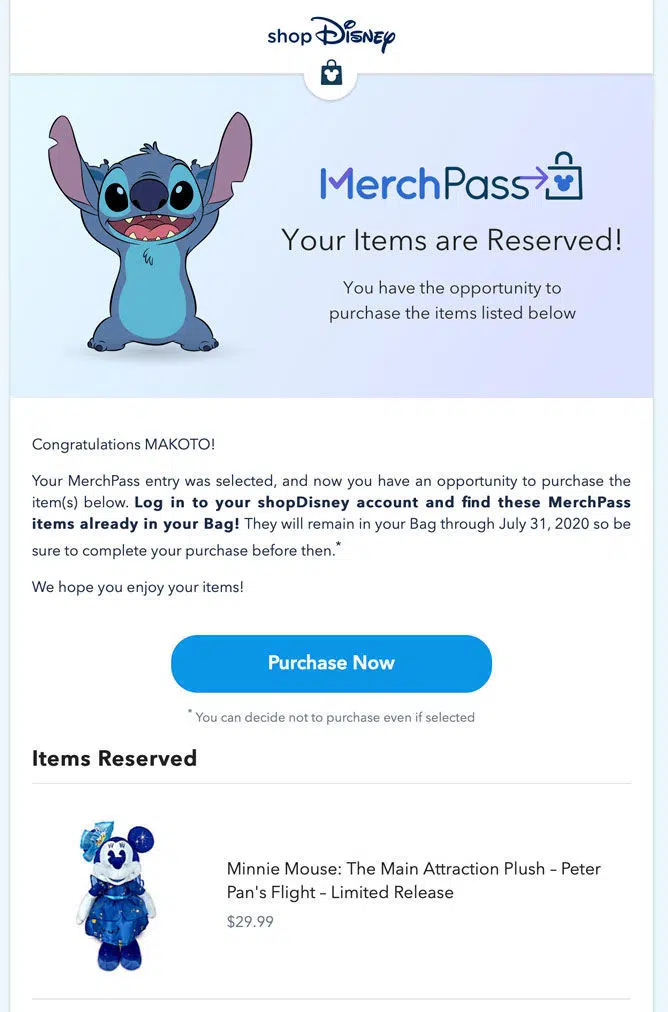 shop Disney
MerchPass
Your Items are Reserved!
You have the opportunity to
purchase the items listed below
Congratulations MAKOTO!
Your MerchPass entry was selected, and now you have an opportunity to purchase the
item(s) below. Log in to your shopDisney account and find these MerchPass
items already in your Bag! They will remain in your Bag through July 31, 2020 so be
sure to complete your purchase before then.*
We hope you enjoy your items!
Purchase Now
* You can decide not to purchase even if selected
Items Reserved
Minnie Mouse: The Main Attraction Plush – Peter
Pan's Flight – Limited Release
$29.99